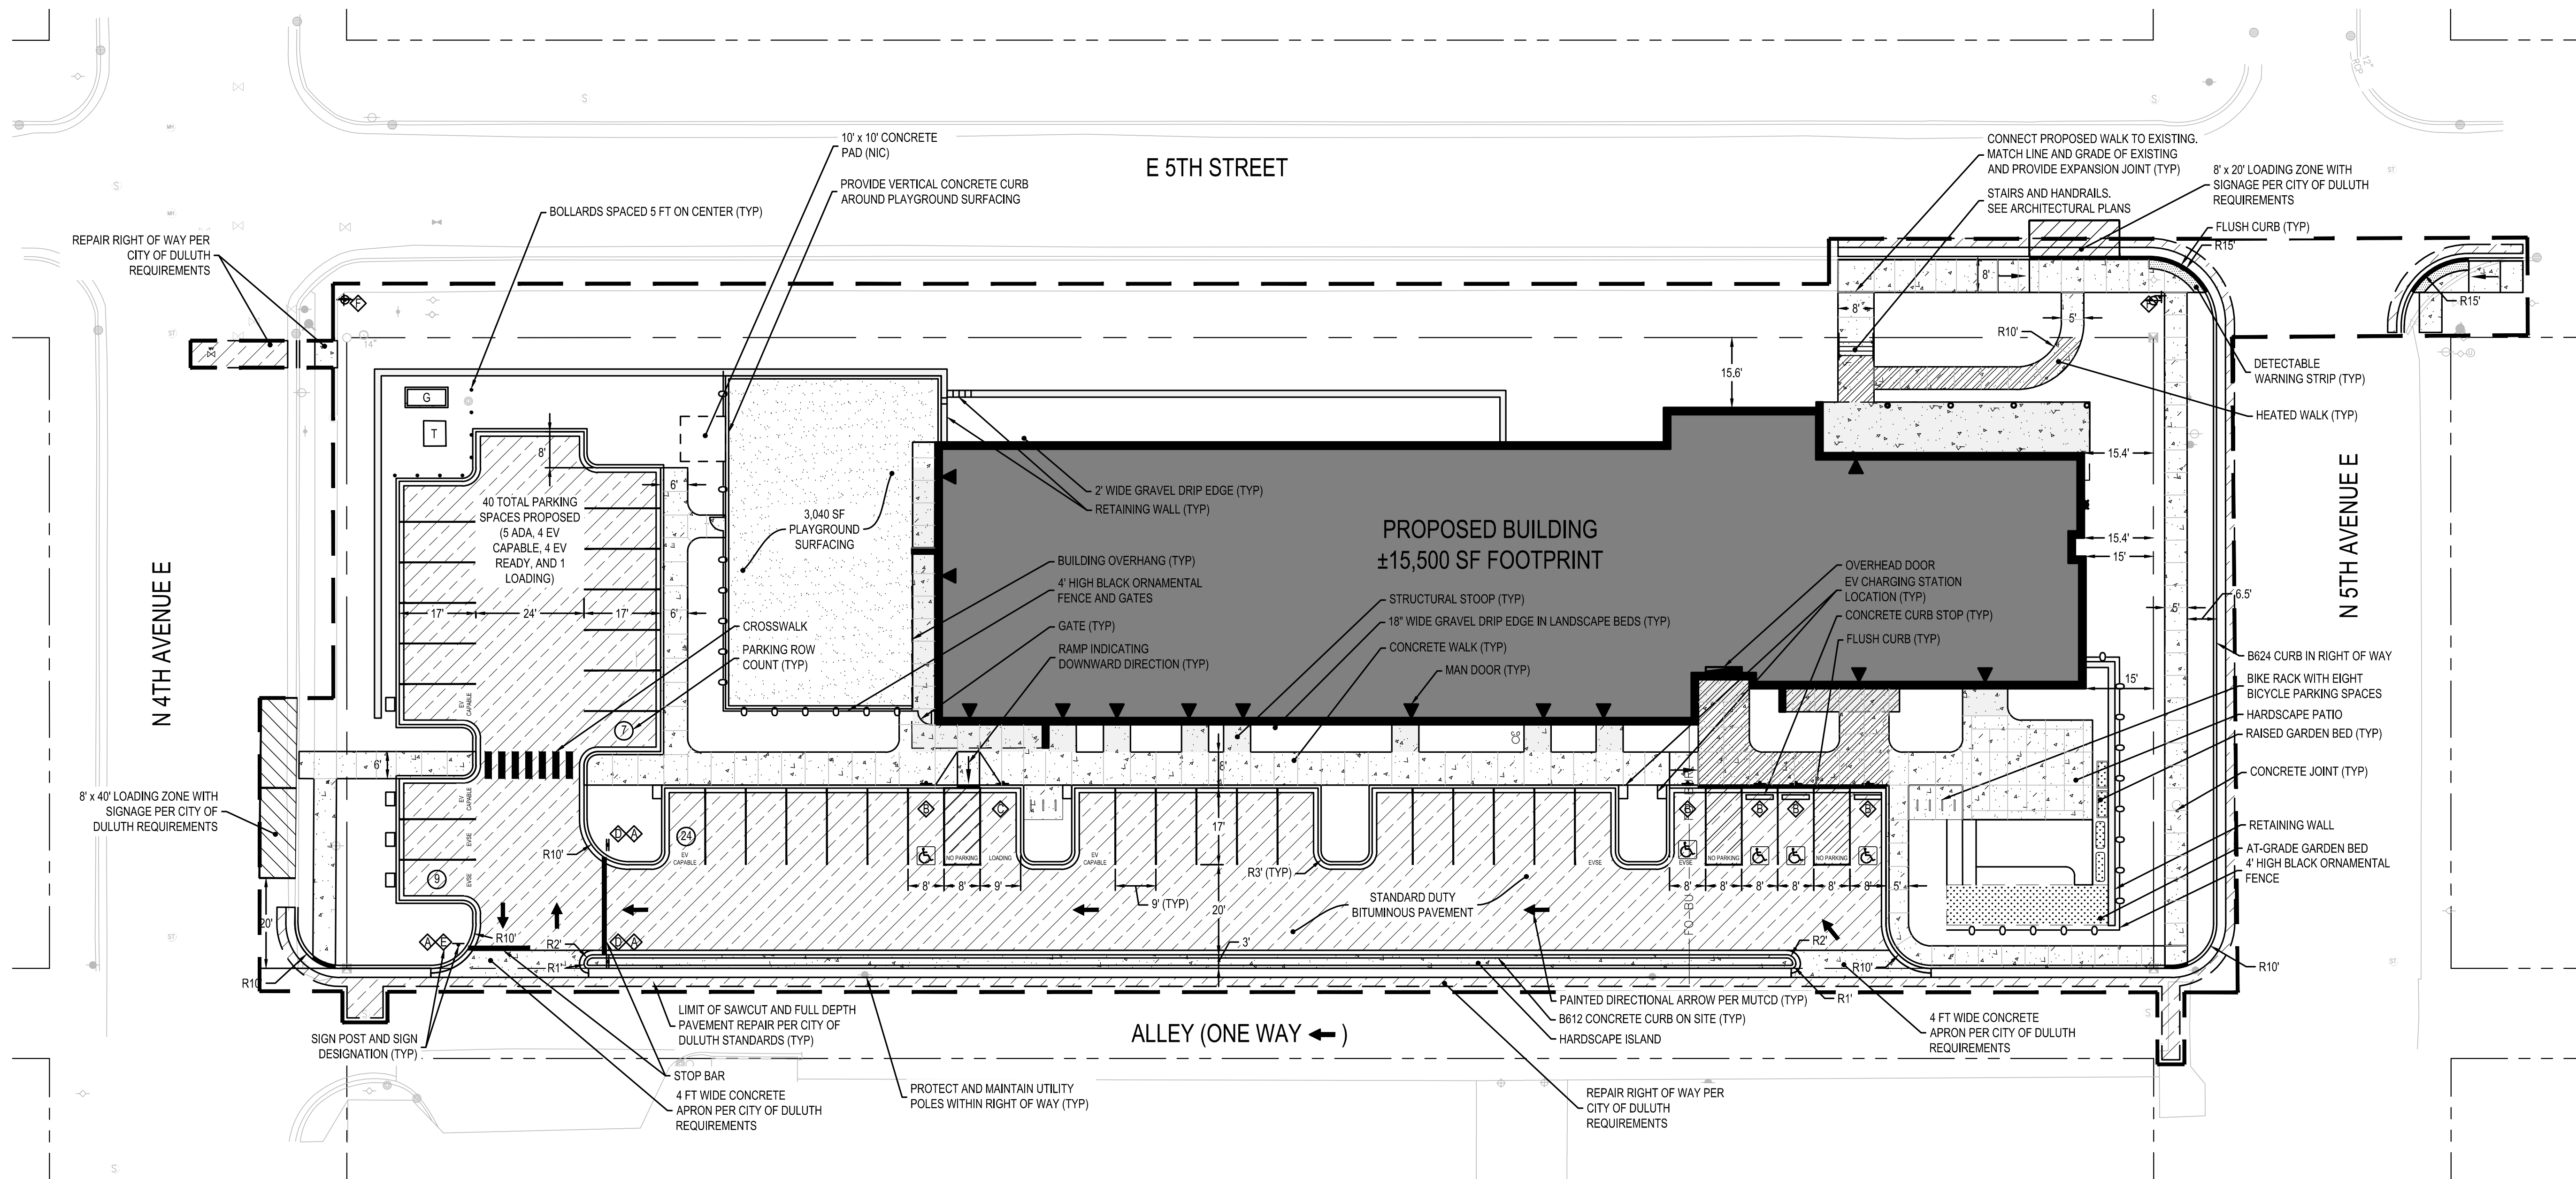 12"
RCP
E 5TH STREET
10' x 10' CONCRETE
PAD (NIC)
PROVIDE VERTICAL CONCRETE CURB
AROUND PLAYGROUND SURFACING
BOLLARDS SPACED 5 FT ON CENTER (TYP)
REPAIR RIGHT OF WAY PER
CITY OF DULUTH
REQUIREMENTS
CONNECT PROPOSED WALK TO EXISTING.
MATCH LINE AND GRADE OF EXISTING
AND PROVIDE EXPANSION JOINT (TYP)
STAIRS AND HANDRAILS.
SEE ARCHITECTURAL PLANS
8' x 20' LOADING ZONE WITH
SIGNAGE PER CITY OF DULUTH
REQUIREMENTS
FLUSH CURB (TYP)
R15'
8'
8'
5'
R10'
R15'
DETECTABLE
WARNING STRIP (TYP)
HEATED WALK (TYP)
15.6'
14"
F
G
T
8'
6'
40 TOTAL PARKING
SPACES PROPOSED
(5 ADA, 4 EV
CAPABLE, 4 EV
READY, AND 1
LOADING)
17'
24'
17'
6'
3,040 SF
PLAYGROUND
SURFACING
2' WIDE GRAVEL DRIP EDGE (TYP)
RETAINING WALL (TYP)
PROPOSED BUILDING
±15,500 SF FOOTPRINT
BUILDING OVERHANG (TYP)
4' HIGH BLACK ORNAMENTAL
FENCE AND GATES
GATE (TYP)
RAMP INDICATING
DOWNWARD DIRECTION (TYP)
CROSSWALK
PARKING ROW
COUNT (TYP)
STRUCTURAL STOOP (TYP)
18" WIDE GRAVEL DRIP EDGE IN LANDSCAPE BEDS (TYP)
CONCRETE WALK (TYP)
MAN DOOR (TYP)
OVERHEAD DOOR
EV CHARGING STATION
LOCATION (TYP)
CONCRETE CURB STOP (TYP)
FLUSH CURB (TYP)
15.4'
15.4'
15'
5'
6.5'
15'
N 4TH AVENUE E
N 5TH AVENUE E
B624 CURB IN RIGHT OF WAY
BIKE RACK WITH EIGHT
BICYCLE PARKING SPACES
HARDSCAPE PATIO
RAISED GARDEN BED (TYP)
CONCRETE JOINT (TYP)
RETAINING WALL
AT-GRADE GARDEN BED
4' HIGH BLACK ORNAMENTAL
FENCE
EV
CAPABLE
7
6'
8'
8' x 40' LOADING ZONE WITH
SIGNAGE PER CITY OF
DULUTH REQUIREMENTS
EV
CAPABLE
EVSE
EVSE
9
D A
24
R10'
EV
CAPABLE
B
C
NO PARKING
LOADING
8'
8'
9'
EV
CAPABLE
9' (TYP)
17'
20'
3'
R3' (TYP)
EVSE
B
B
B
B
EVSE
NO PARKING
NO PARKING
8'
8'
8'
8'
8'
8'
5'
STANDARD DUTY
BITUMINOUS PAVEMENT
20'
A E
R10'
D A
R2'
R1'
R2'
R1'
R10'
R10'
R10'
SIGN POST AND SIGN
DESIGNATION (TYP)
LIMIT OF SAWCUT AND FULL DEPTH
PAVEMENT REPAIR PER CITY OF
DULUTH STANDARDS (TYP)
STOP BAR
4 FT WIDE CONCRETE
APRON PER CITY OF DULUTH
REQUIREMENTS
PROTECT AND MAINTAIN UTILITY
POLES WITHIN RIGHT OF WAY (TYP)
ALLEY (ONE WAY ← )
PAINTED DIRECTIONAL ARROW PER MUTCD (TYP)
B612 CONCRETE CURB ON SITE (TYP)
HARDSCAPE ISLAND
REPAIR RIGHT OF WAY PER
CITY OF DULUTH
REQUIREMENTS
4 FT WIDE CONCRETE
APRON PER CITY OF DULUTH
REQUIREMENTS